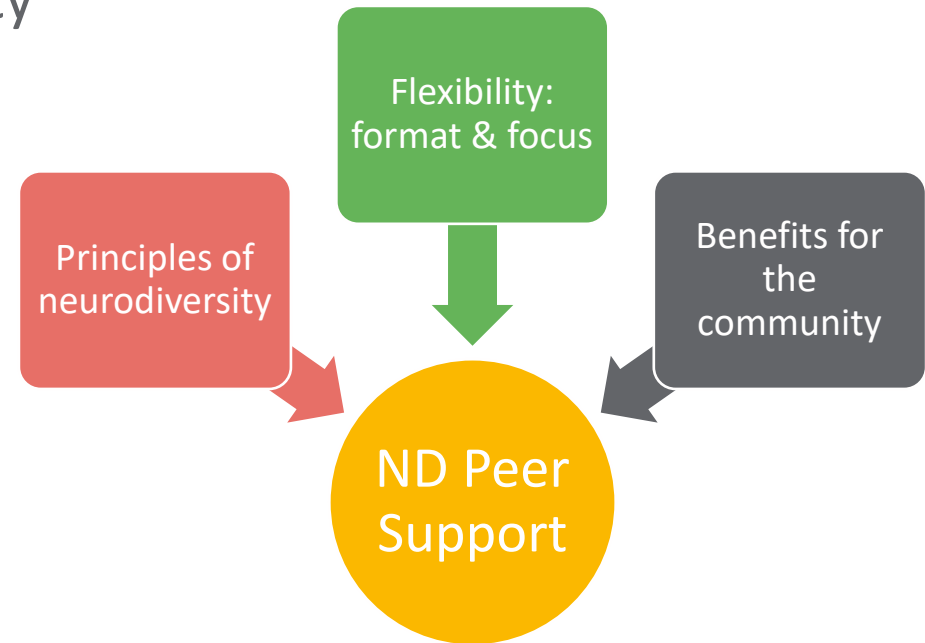 Flexibility:
format & focus
Principles of
neurodiversity
Benefits for
the
community
ND Peer
Support